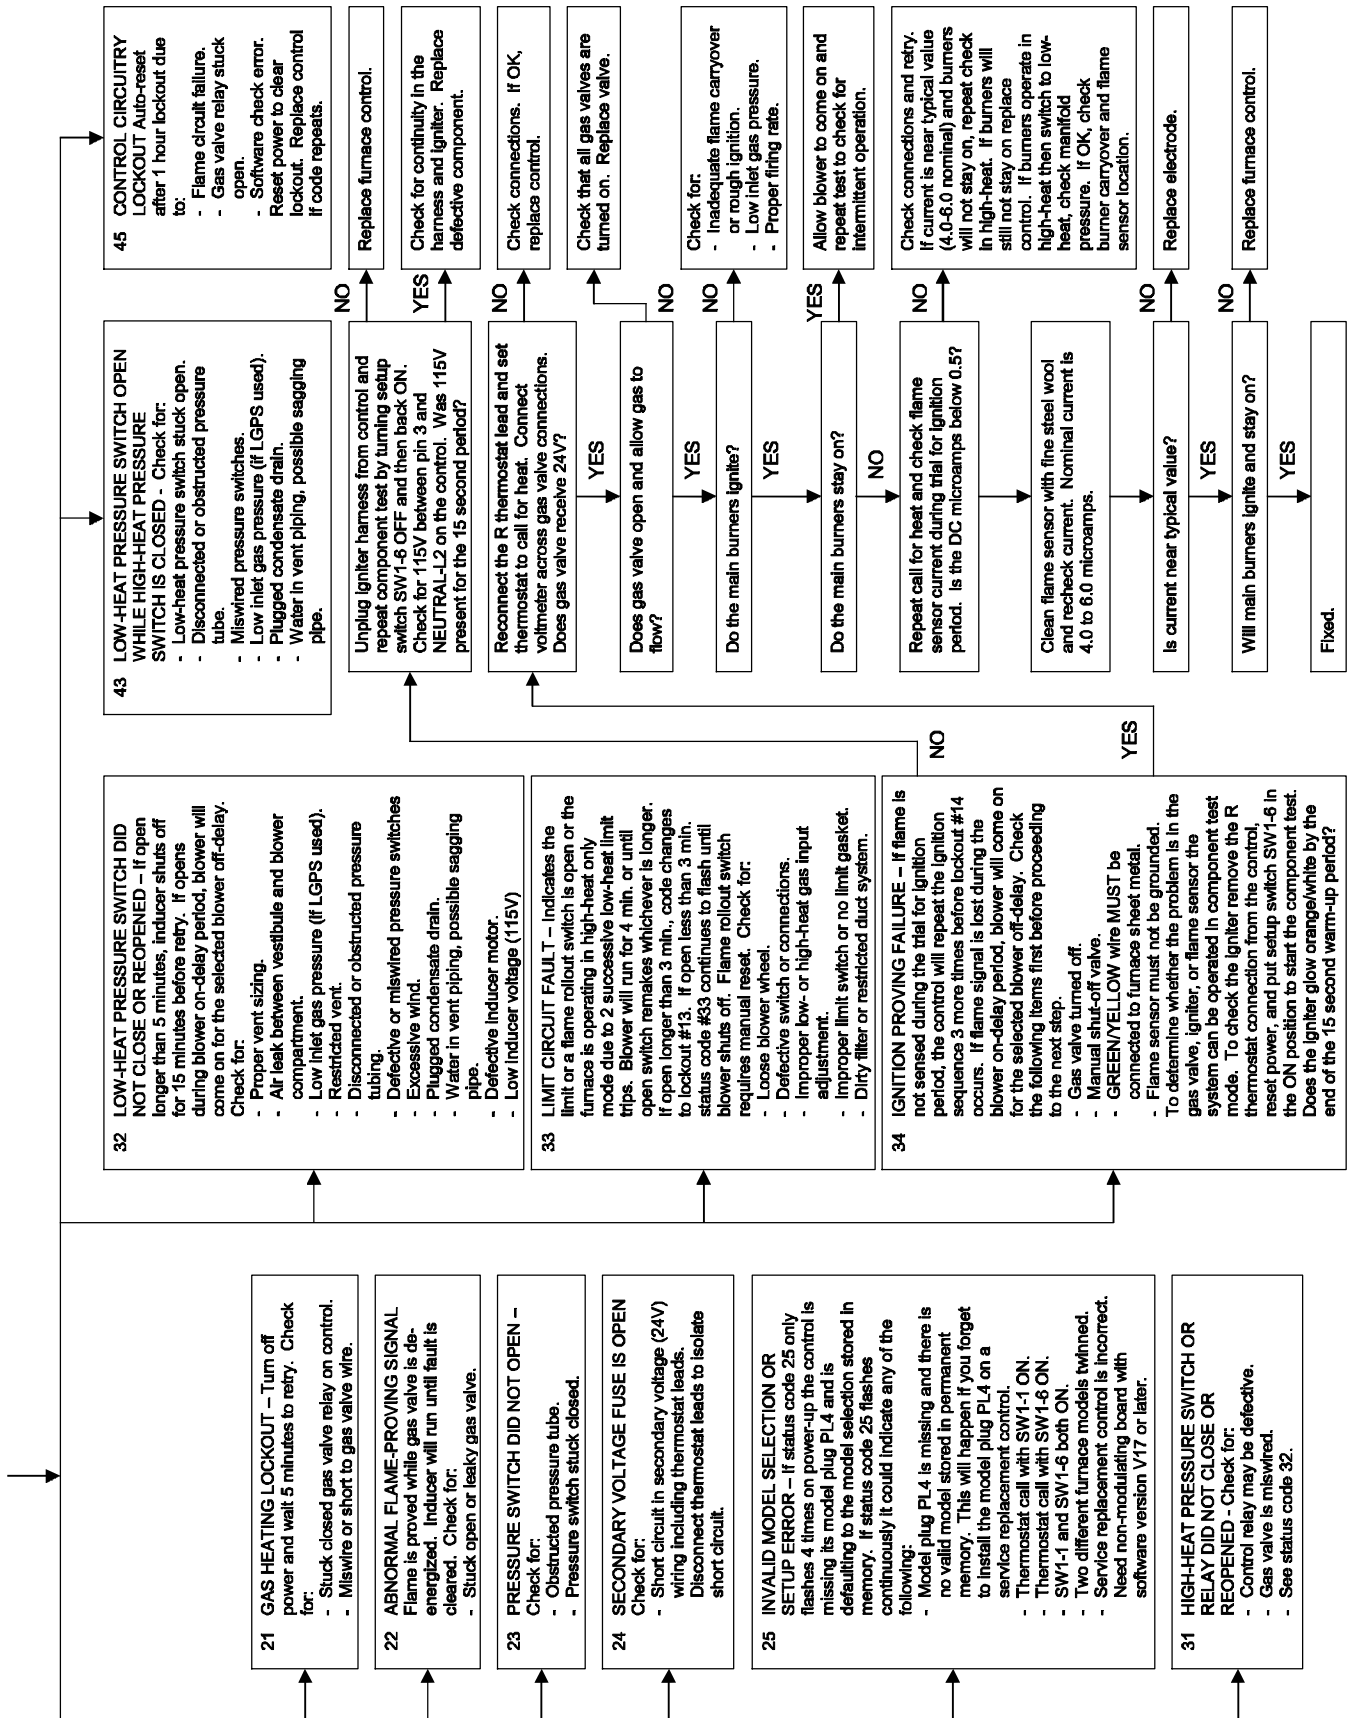 21 GAS HEATING LOCKOUT – Turn off
power and wait 5 minutes to retry. Check
for:
- Stuck closed gas valve relay on control.
- Miswire or short to gas valve wire.
22 ABNORMAL FLAME-PROVING SIGNAL
Flame is proved while gas valve is de-
energized. Inducer will run until fault is
cleared. Check for:
- Stuck open or leaky gas valve.
23 PRESSURE SWITCH DID NOT OPEN –
Check for:
- Obstructed pressure tube.
- Pressure switch stuck closed.
24 SECONDARY VOLTAGE FUSE IS OPEN
Check for:
- Short circuit in secondary voltage (24V)
wiring including thermostat leads.
Disconnect thermostat leads to isolate
short circuit.
25 INVALID MODEL SELECTION OR
SETUP ERROR – If status code 25 only
flashes 4 times on power-up the control is
missing its model plug PL4 and is
defaulting to the model selection stored in
memory. If status code 25 flashes
continuously it could indicate any of the
following:
- Model plug PL4 is missing and there is
no valid model stored in permanent
memory. This will happen if you forget
to install the model plug PL4 on a
service replacement control.
- Thermostat call with SW1-1 ON.
- Thermostat call with SW1-6 ON.
- SW1-1 and SW1-6 both ON.
- Two different furnace models twinned.
- Service replacement control is incorrect.
Need non-modulating board with
software version V17 or later.
31 HIGH-HEAT PRESSURE SWITCH OR
RELAY DID NOT CLOSE OR
REOPENED - Check for:
- Control relay may be defective.
- Gas valve is miswired.
- See status code 32.
32 LOW-HEAT PRESSURE SWITCH DID
NOT CLOSE OR REOPENED – If open
longer than 5 minutes, inducer shuts off
for 15 minutes before retry. If opens
during blower on-delay period, blower will
come on for the selected blower off-delay.
Check for:
- Proper vent sizing.
- Air leak between vestibule and blower
compartment.
- Low inlet gas pressure (if LGPS used).
- Restricted vent.
- Disconnected or obstructed pressure
tubing.
- Defective or miswired pressure switches
- Excessive wind.
- Plugged condensate drain.
- Water in vent piping, possible sagging
pipe.
- Defective inducer motor.
- Low inducer voltage (115V)
33 LIMIT CIRCUIT FAULT – Indicates the
limit or a flame rollout switch is open or the
furnace is operating in high-heat only
mode due to 2 successive low-heat limit
trips. Blower will run for 4 min. or until
open switch remakes whichever is longer.
If open longer than 3 min., code changes
to lockout #13. If open less than 3 min.
status code #33 continues to flash until
blower shuts off. Flame rollout switch
requires manual reset. Check for:
- Loose blower wheel.
- Defective switch or connections.
- Improper low- or high-heat gas input
adjustment.
- Improper limit switch or no limit gasket.
- Dirty filter or restricted duct system.
34 IGNITION PROVING FAILURE – If flame is
not sensed during the trial for ignition
period, the control will repeat the ignition
sequence 3 more times before lockout #14
occurs. If flame signal is lost during the
blower on-delay period, blower will come on
for the selected blower off-delay. Check
the following items first before proceeding
to the next step.
- Gas valve turned off.
- Manual shut-off valve.
- GREEN/YELLOW wire MUST be
connected to furnace sheet metal.
- Flame sensor must not be grounded.
To determine whether the problem is in the
gas valve, igniter, or flame sensor the
system can be operated in component test
mode. To check the igniter remove the R
thermostat connection from the control,
reset power, and put setup switch SW1-6 in
the ON position to start the component test.
Does the igniter glow orange/white by the
end of the 15 second warm-up period?
NO
YES
43 LOW-HEAT PRESSURE SWITCH OPEN
WHILE HIGH-HEAT PRESSURE
SWITCH IS CLOSED - Check for:
- Low-heat pressure switch stuck open.
- Disconnected or obstructed pressure
tube.
- Miswired pressure switches.
- Low inlet gas pressure (if LGPS used).
- Plugged condensate drain.
- Water in vent piping, possible sagging
pipe.
Unplug igniter harness from control and
repeat component test by turning setup
switch SW1-6 OFF and then back ON.
Check for 115V between pin 3 and
NEUTRAL-L2 on the control. Was 115V
present for the 15 second period?
NO
YES
Reconnect the R thermostat lead and set
thermostat to call for heat. Connect
voltmeter across gas valve connections.
Does gas valve receive 24V?
NO
YES
Does gas valve open and allow gas to
flow?
NO
YES
Do the main burners ignite?
NO
YES
Do the main burners stay on?
YES
NO
Repeat call for heat and check flame
sensor current during trial for ignition
period. Is the DC microamps below 0.5?
NO
Clean flame sensor with fine steel wool
and recheck current. Nominal current is
4.0 to 6.0 microamps.
Is current near typical value?
NO
YES
Will main burners ignite and stay on?
NO
YES
Fixed.
45 CONTROL CIRCUITRY
LOCKOUT Auto-reset
after 1 hour lockout due
to:
- Flame circuit failure.
- Gas valve relay stuck
open.
- Software check error.
Reset power to clear
lockout. Replace control
if code repeats.
Replace furnace control.
Check for continuity in the
harness and igniter. Replace
defective component.
Check connections. If OK,
replace control.
Check that all gas valves are
turned on. Replace valve.
Check for:
- Inadequate flame carryover
or rough ignition.
- Low inlet gas pressure.
- Proper firing rate.
Allow blower to come on and
repeat test to check for
intermittent operation.
Check connections and retry.
If current is near typical value
(4.0-6.0 nominal) and burners
will not stay on, repeat check
in high-heat. If burners will
still not stay on replace
control. If burners operate in
high-heat then switch to low-
heat, check manifold
pressure. If OK, check
burner carryover and flame
sensor location.
Replace electrode.
Replace furnace control.